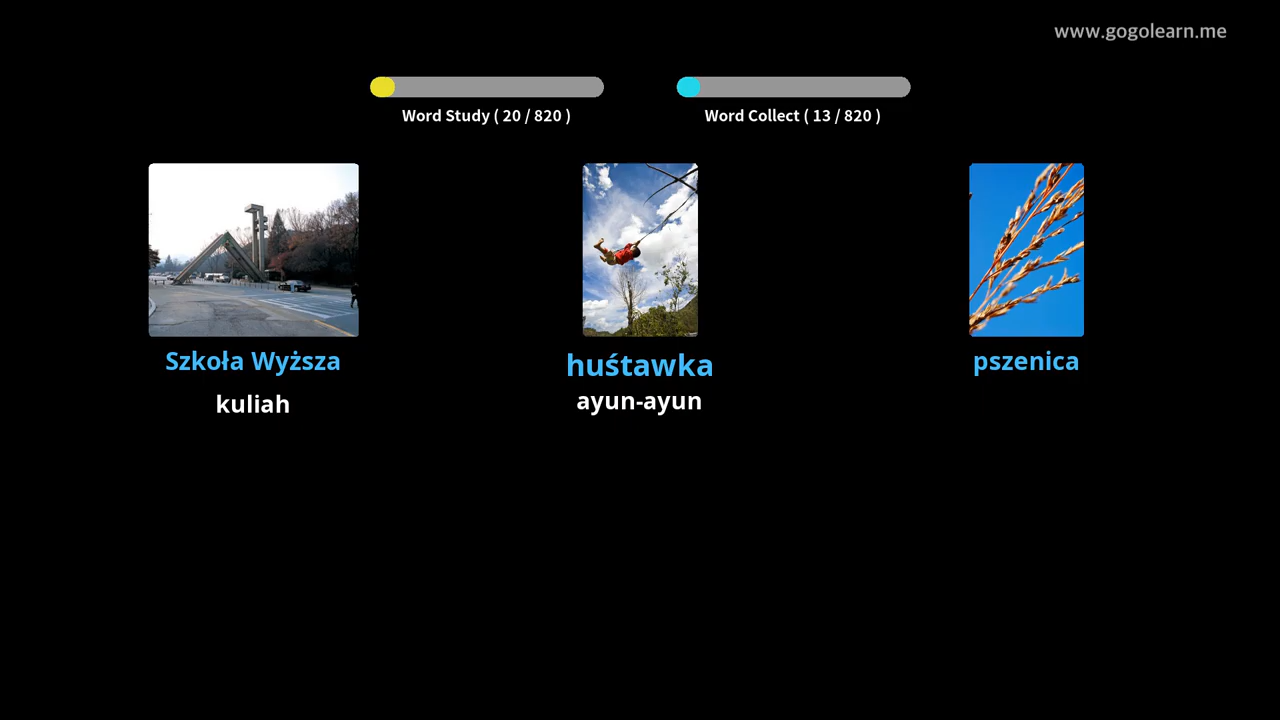 www.gogolearn.me
Word Study ( 20 / 820 )
Word Collect ( 13 / 820 )
Szkoła Wyższa
kuliah
huśtawka
ayun-ayun
pszenica